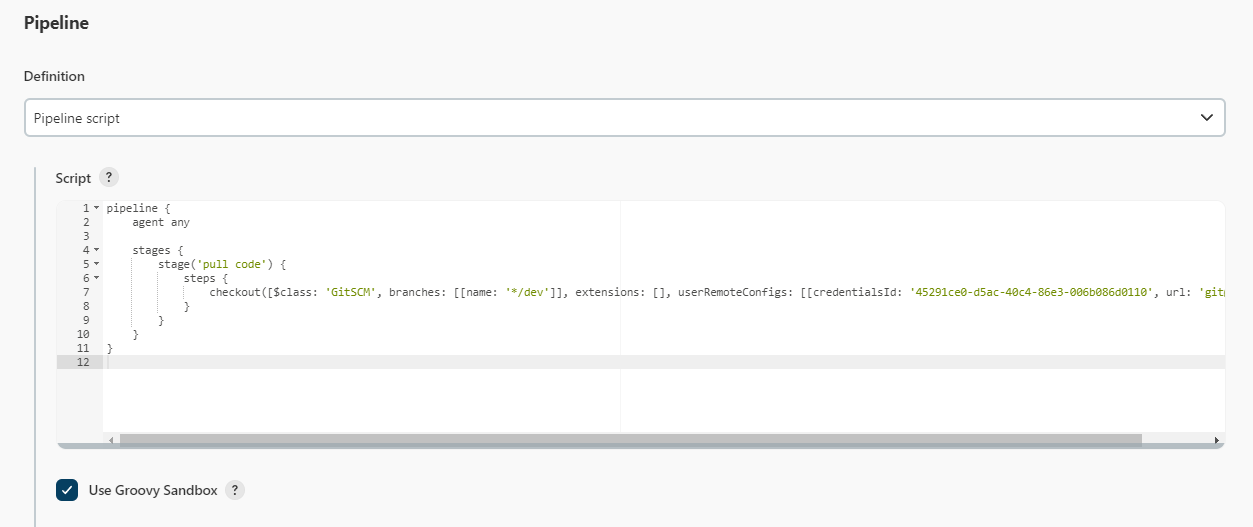 Pipeline
Definition
Pipeline script
Script ?
1 pipeline {
2     agent any
3
4     stages {
5         stage('pull code') {
6             steps {
7                 checkout([$class: 'GitSCM', branches: [[name: '*/dev']], extensions: [], userRemoteConfigs: [[credentialsId: '45291ce0-d5ac-40c4-86e3-006b086d0110', url: 'git
8             }
9         }
10     }
11 }
12
Use Groovy Sandbox ?